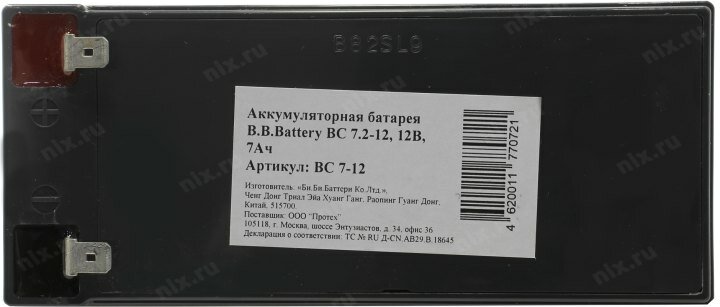 B82SL9
Аккумуляторная батарея
B.B.Battery BC 7.2-12, 12В,
7Ач
Артикул: BC 7-12
Изготовитель: «Би.Би.Баттери Ко.Лтд.»,
Ченг Донг Триал Эйа Хуанг Ганг. Раопинг Гуанг Донг.
Китай. 515700.
Поставщик: ООО "Протех"
105118, г. Москва, шоссе Энтузиастов, д. 34, офис 36
Декларация о соответствии: ТС № RU Д-CN.АВ29.В.18645
4 620011 770721
nix.ru